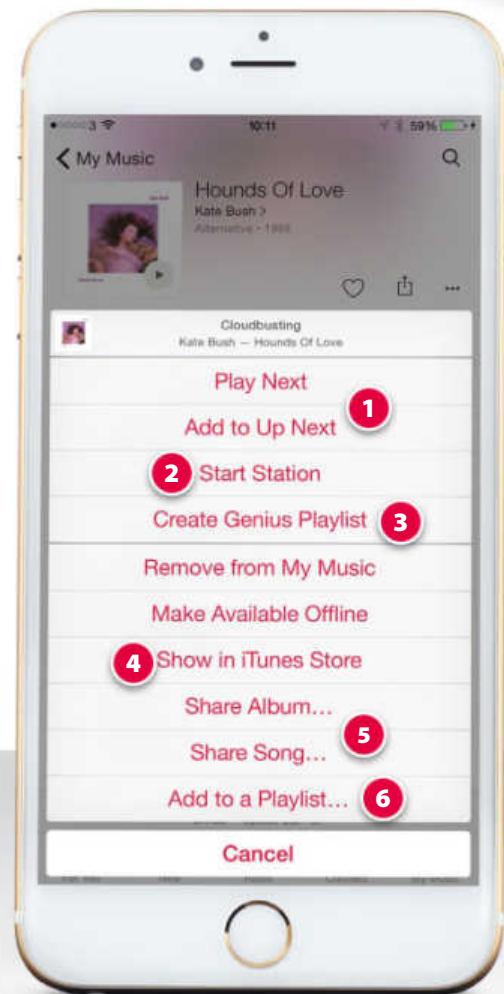 3 10:11 59%
My Music
Hounds Of Love
Kate Bush >
Alternative • 1985
Cloudbusting
Kate Bush — Hounds Of Love
Play Next
1
Add to Up Next
2 Start Station
Create Genius Playlist 3
Remove from My Music
Make Available Offline
4 Show in iTunes Store
Share Album...
5
Share Song...
Add to a Playlist... 6
Cancel